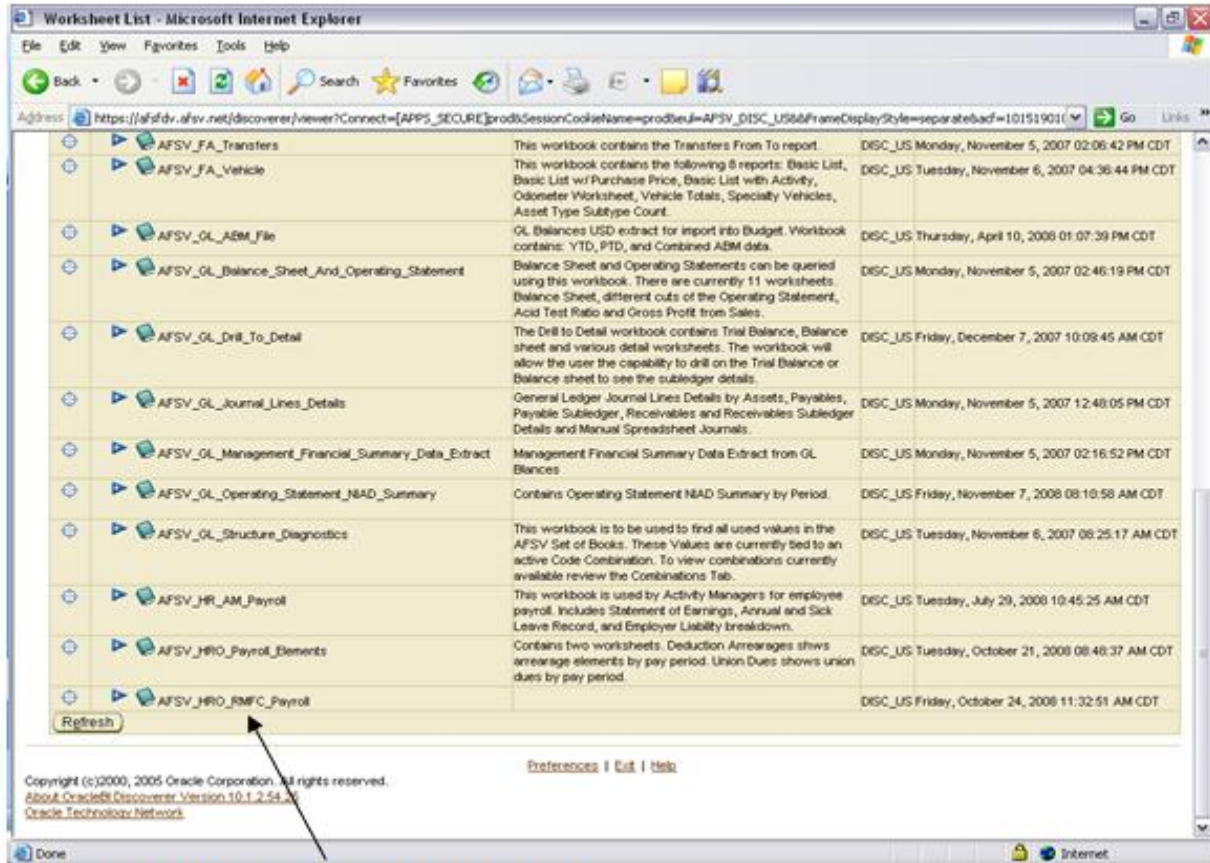 Worksheet List - Microsoft Internet Explorer
File Edit View Favorites Tools Help
Back Search Favorites
Address https://afsfdv.afsv.net/discoverer/viewer?Connect=[APPS_SECURE]prod&SessionCookieName=prod&eul=AFSV_DISC_US&&FrameDisplayStyle=separate&acf=10151901 Go Links »
AFSV_FA_Transfers This workbook contains the Transfers From To report. DISC_US Monday, November 5, 2007 02:06:42 PM CDT
AFSV_FA_Vehicle This workbook contains the following 8 reports: Basic List, DISC_US Tuesday, November 6, 2007 04:36:44 PM CDT
Basic List w/ Purchase Price, Basic List with Activity,
Odometer Worksheet, Vehicle Totals, Specialty Vehicles,
Asset Type Subtype Count.
AFSV_GL_ABM_File GL Balances USD extract for import into Budget. Workbook DISC_US Thursday, April 10, 2008 01:07:39 PM CDT
contains: YTD, PTD, and Combined ABM data.
AFSV_GL_Balance_Sheet_And_Operating_Statement Balance Sheet and Operating Statements can be queried DISC_US Monday, November 5, 2007 02:46:19 PM CDT
using this workbook. There are currently 11 worksheets.
Balance Sheet, different cuts of the Operating Statement,
Acid Test Ratio and Gross Profit from Sales.
AFSV_GL_Drill_To_Detail The Drill to Detail workbook contains Trial Balance, Balance DISC_US Friday, December 7, 2007 10:09:45 AM CDT
sheet and various detail worksheets. The workbook will
allow the user the capability to drill on the Trial Balance or
Balance sheet to see the subledger details.
AFSV_GL_Journal_Lines_Details General Ledger Journal Lines Details by Assets, Payables, DISC_US Monday, November 5, 2007 12:48:05 PM CDT
Payable Subledger, Receivables and Receivables Subledger
Details and Manual Spreadsheet Journals.
AFSV_GL_Management_Financial_Summary_Data_Extract Management Financial Summary Data Extract from GL DISC_US Monday, November 5, 2007 02:16:52 PM CDT
Blances
AFSV_GL_Operating_Statement_NIAD_Summary Contains Operating Statement NIAD Summary by Period. DISC_US Friday, November 7, 2008 08:10:58 AM CDT
AFSV_GL_Structure_Diagnostics This workbook is to be used to find all used values in the DISC_US Tuesday, November 6, 2007 08:25:17 AM CDT
AFSV Set of Books. These Values are currently tied to an
active Code Combination. To view combinations currently
available review the Combinations Tab.
AFSV_HR_AM_Payroll This workbook is used by Activity Managers for employee DISC_US Tuesday, July 29, 2008 10:45:25 AM CDT
payroll. Includes Statement of Earnings, Annual and Sick
Leave Record, and Employer Liability breakdown.
AFSV_HRO_Payroll_Elements Contains two worksheets. Deduction Arrearages shws DISC_US Tuesday, October 21, 2008 08:48:37 AM CDT
arrearage elements by pay period. Union Dues shows union
dues by pay period.
AFSV_HRO_RMFC_Payroll DISC_US Friday, October 24, 2008 11:32:51 AM CDT
Refresh
Preferences | Exit | Help
Copyright (c)2000, 2005 Oracle Corporation. All rights reserved.
About OracleBI Discoverer Version 10.1.2.54.25
Oracle Technology Network
Done Internet